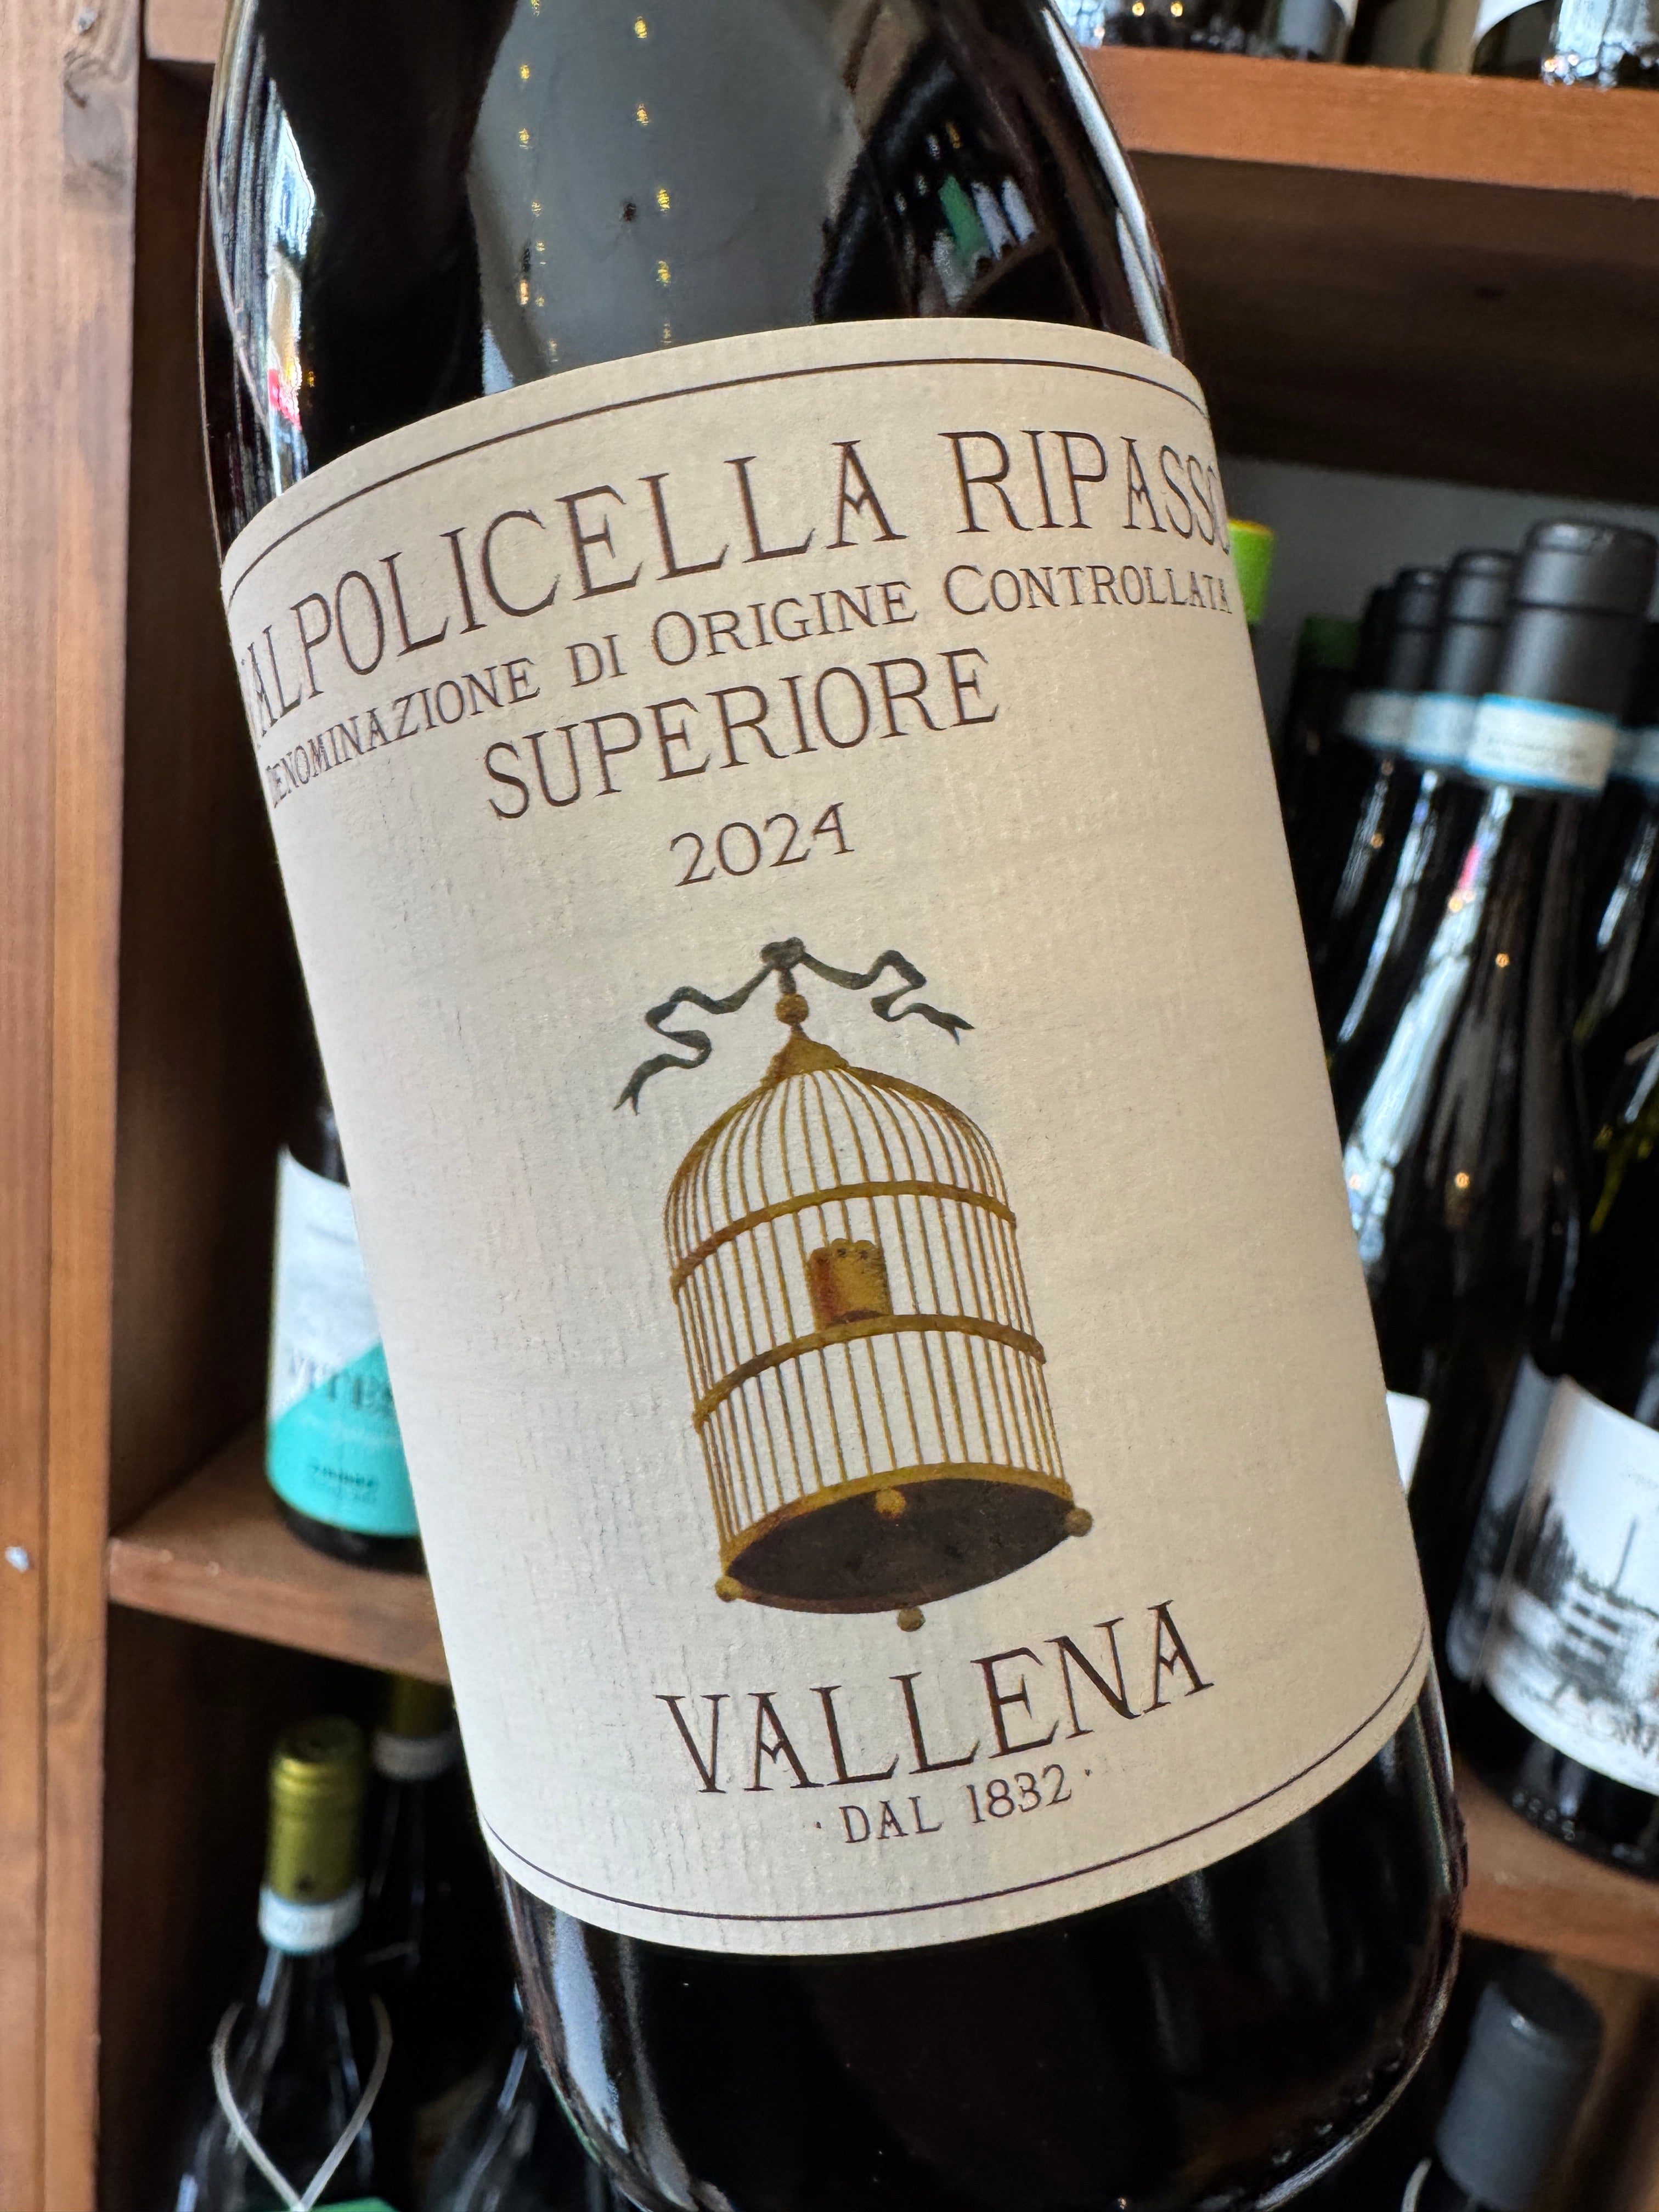 VALPOLICELLA RIPASSO
DENOMINAZIONE DI ORIGINE CONTROLLATA
SUPERIORE
2024
VALLENA
· DAL 1832 ·